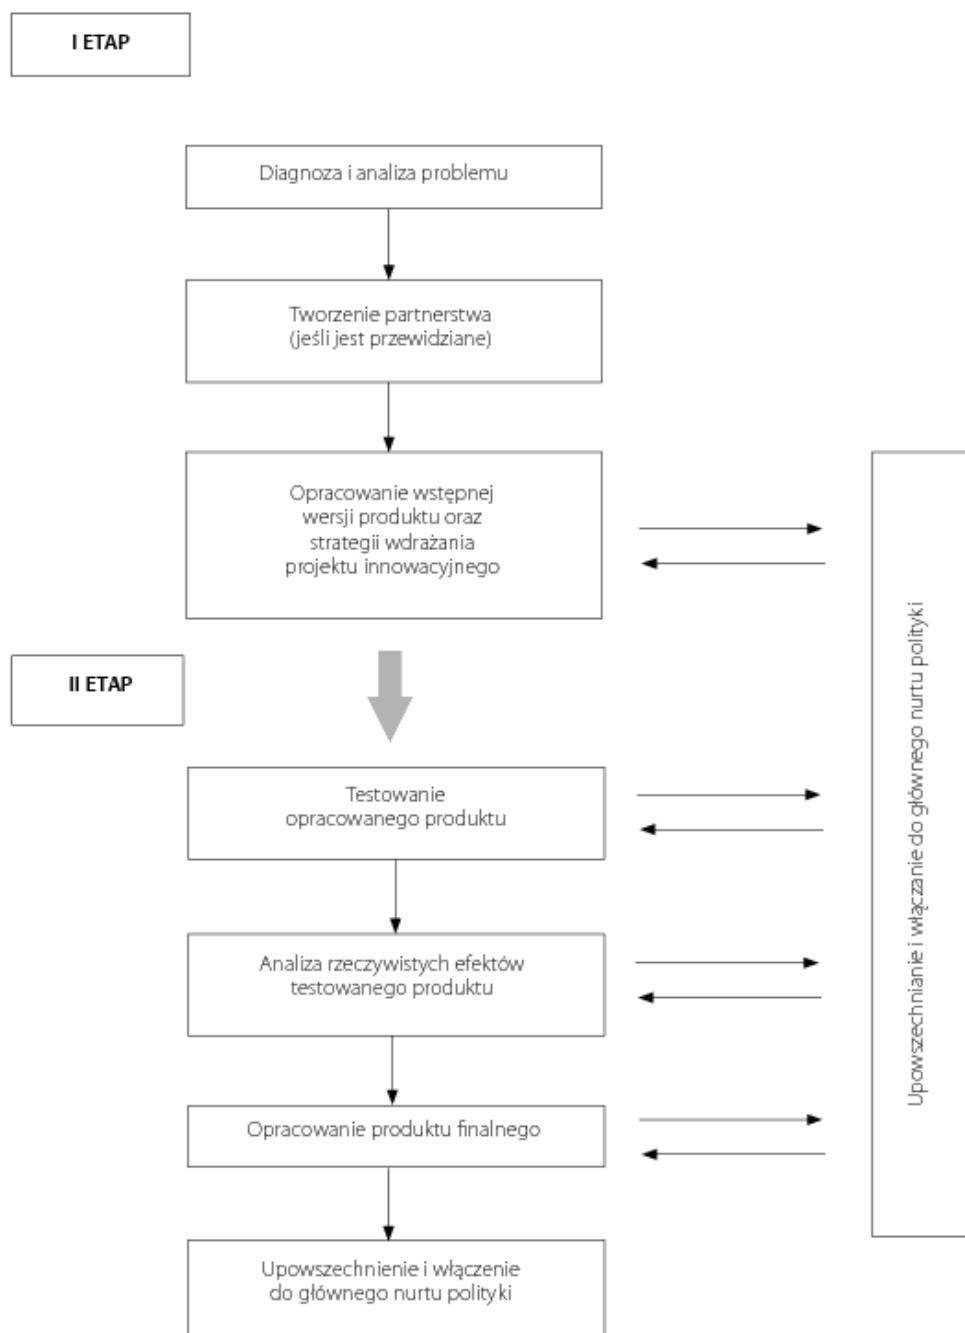 I ETAP
Diagnoza i analiza problemu
Tworzenie partnerstwa
(jeśli jest przewidziane)
Opracowanie wstępnej
wersji produktu oraz
strategii wdrażania
projektu innowacyjnego
II ETAP
Testowanie
opracowanego produktu
Analiza rzeczywistych efektów
testowanego produktu
Opracowanie produktu finalnego
Upowszechnienie i włączenie
do głównego nurtu polityki
Upowszechnianie i włączanie do głównego nurtu polityki